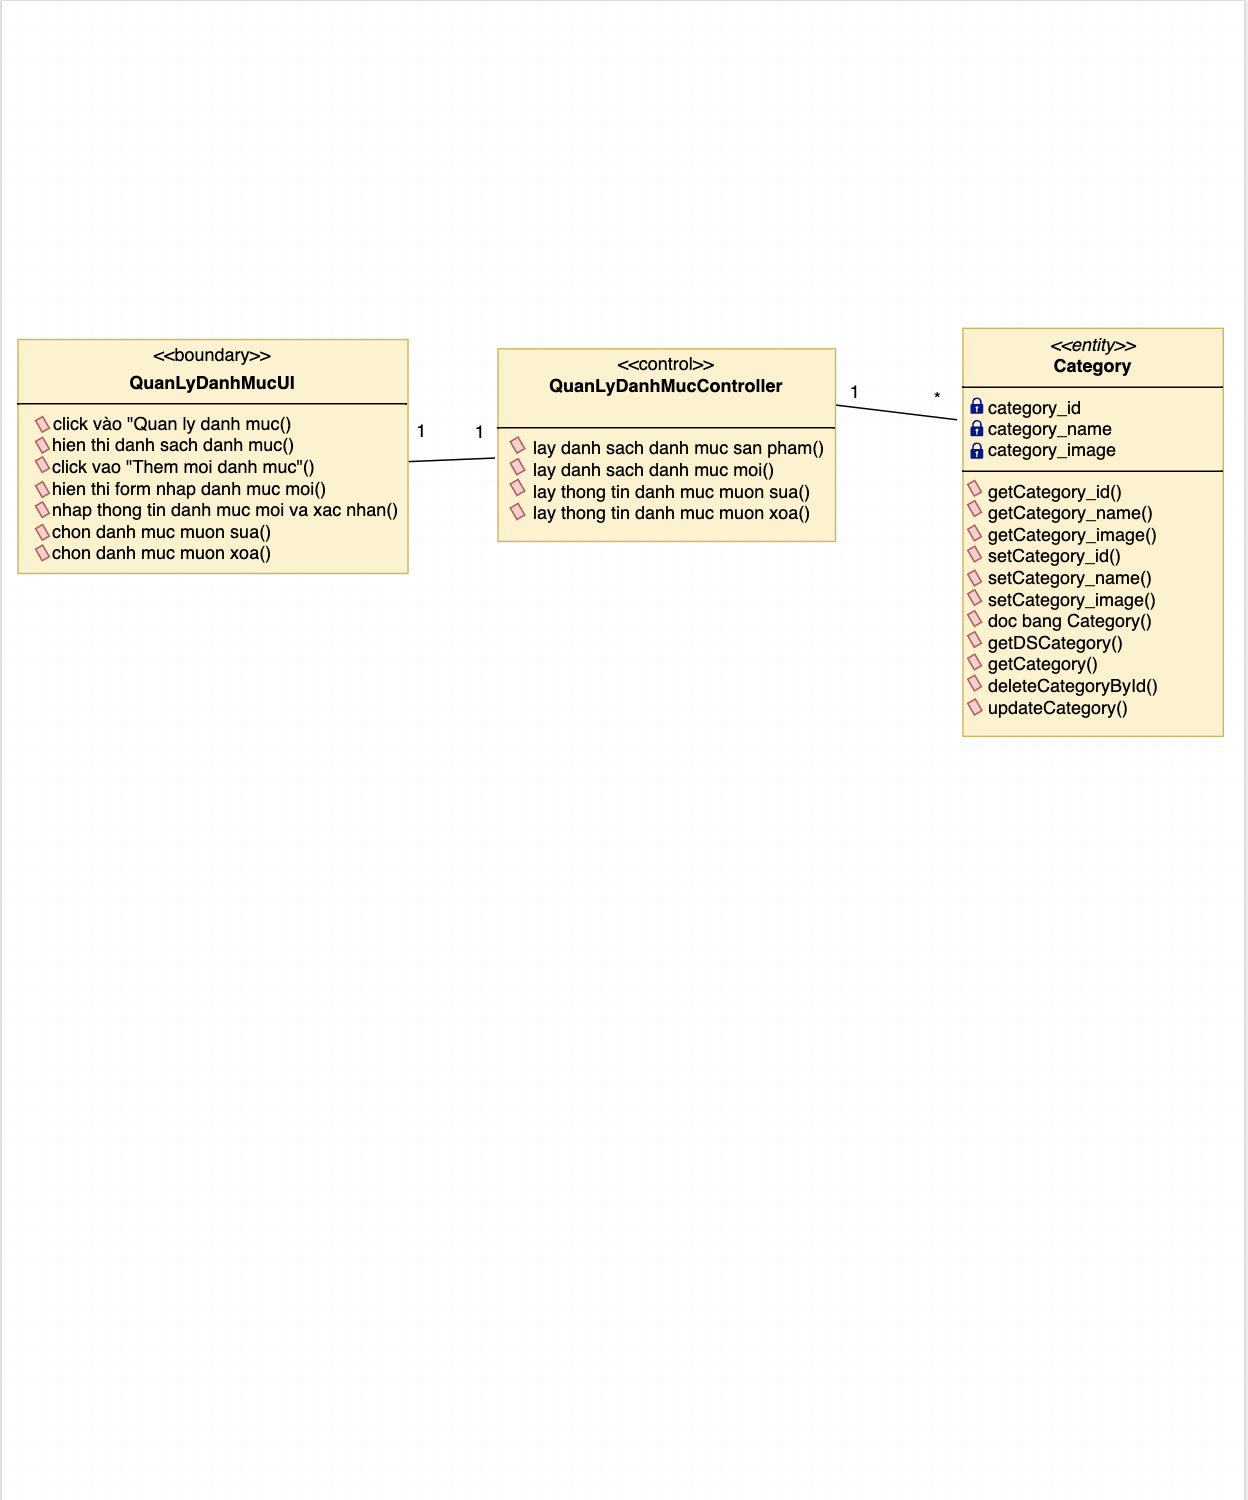 <<boundary>>
QuanLyDanhMucUI
click vào "Quan ly danh muc()
hien thi danh sach danh muc()
click vao "Them moi danh muc"()
hien thi form nhap danh muc moi()
nhap thong tin danh muc moi va xac nhan()
chon danh muc muon sua()
chon danh muc muon xoa()
1
1
<<control>>
QuanLyDanhMucController
lay danh sach danh muc san pham()
lay danh sach danh muc moi()
lay thong tin danh muc muon sua()
lay thong tin danh muc muon xoa()
1
*
<<entity>>
Category
category_id
category_name
category_image
getCategory_id()
getCategory_name()
getCategory_image()
setCategory_id()
setCategory_name()
setCategory_image()
doc bang Category()
getDSCategory()
getCategory()
deleteCategoryById()
updateCategory()